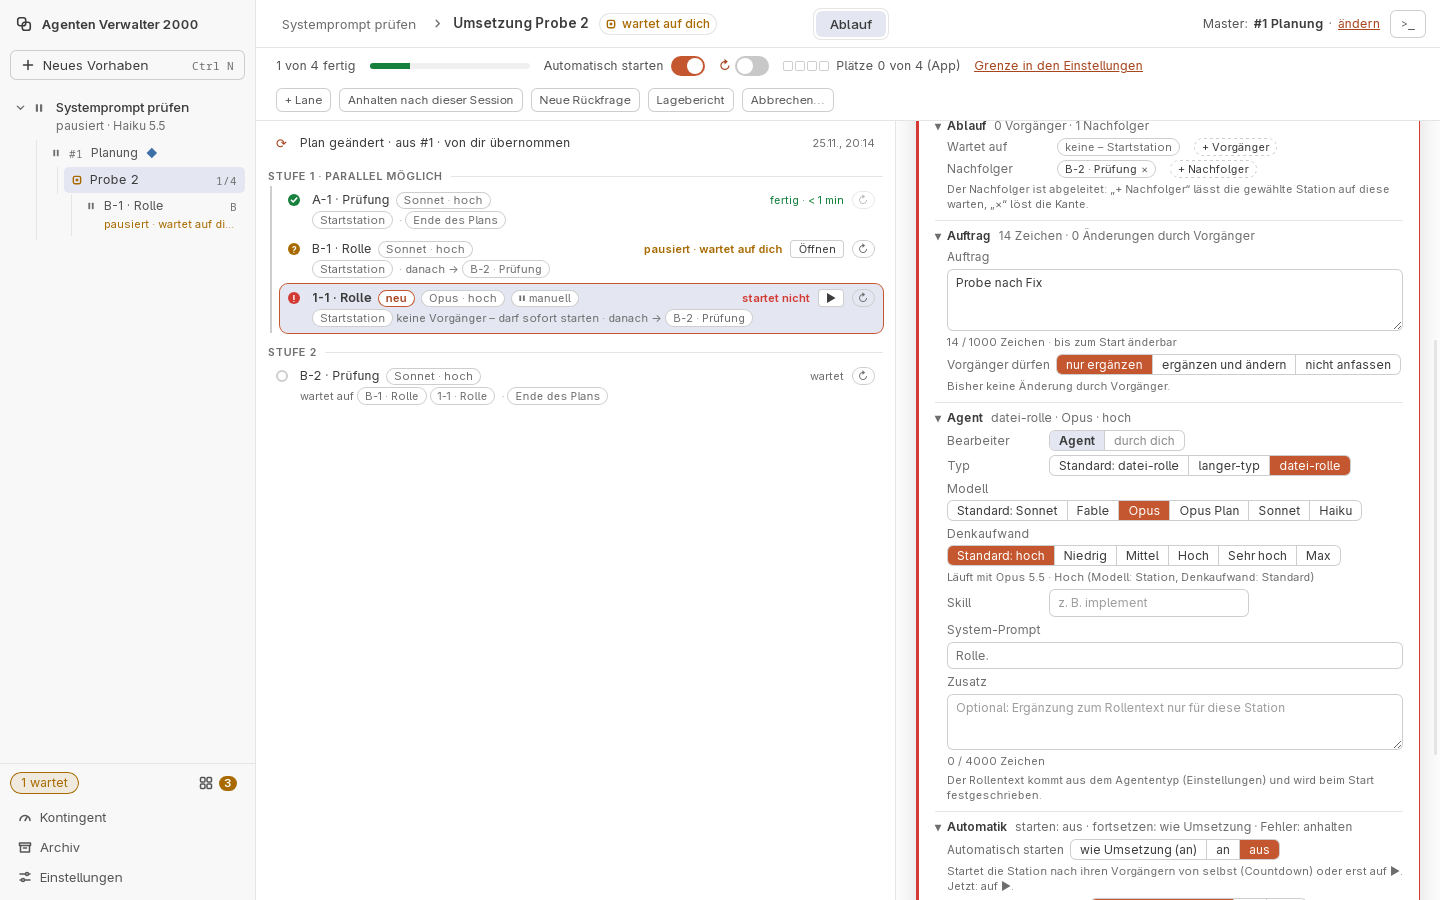 Agenten Verwalter 2000
Neues Vorhaben Ctrl N
Systemprompt prüfen
pausiert · Haiku 5.5
#1 Planung
Probe 2 1/4
B-1 · Rolle B
pausiert · wartet auf di...
1 wartet 3
Kontingent
Archiv
Einstellungen
Systemprompt prüfen > Umsetzung Probe 2 wartet auf dich
Ablauf
Master: #1 Planung · ändern >_
1 von 4 fertig Automatisch starten Plätze 0 von 4 (App) Grenze in den Einstellungen
+ Lane Anhalten nach dieser Session Neue Rückfrage Lagebericht Abbrechen...
Plan geändert · aus #1 · von dir übernommen 25.11., 20:14
STUFE 1 · PARALLEL MÖGLICH
A-1 · Prüfung Sonnet · hoch fertig · < 1 min
Startstation · Ende des Plans
B-1 · Rolle Sonnet · hoch pausiert · wartet auf dich Öffnen
Startstation · danach → B-2 · Prüfung
1-1 · Rolle neu Opus · hoch manuell startet nicht
Startstation keine Vorgänger – darf sofort starten · danach → B-2 · Prüfung
STUFE 2
B-2 · Prüfung Sonnet · hoch wartet
wartet auf B-1 · Rolle 1-1 · Rolle · Ende des Plans
Ablauf 0 Vorgänger · 1 Nachfolger
Wartet auf keine – Startstation + Vorgänger
Nachfolger B-2 · Prüfung × + Nachfolger
Der Nachfolger ist abgeleitet: „+ Nachfolger“ lässt die gewählte Station auf diese
warten, „×“ löst die Kante.
Auftrag 14 Zeichen · 0 Änderungen durch Vorgänger
Auftrag
Probe nach Fix
14 / 1000 Zeichen · bis zum Start änderbar
Vorgänger dürfen nur ergänzen ergänzen und ändern nicht anfassen
Bisher keine Änderung durch Vorgänger.
Agent datei-rolle · Opus · hoch
Bearbeiter Agent durch dich
Typ Standard: datei-rolle langer-typ datei-rolle
Modell
Standard: Sonnet Fable Opus Opus Plan Sonnet Haiku
Denkaufwand
Standard: hoch Niedrig Mittel Hoch Sehr hoch Max
Läuft mit Opus 5.5 · Hoch (Modell: Station, Denkaufwand: Standard)
Skill z. B. implement
System-Prompt
Rolle.
Zusatz
Optional: Ergänzung zum Rollentext nur für diese Station
0 / 4000 Zeichen
Der Rollentext kommt aus dem Agententyp (Einstellungen) und wird beim Start
festgeschrieben.
Automatik starten: aus · fortsetzen: wie Umsetzung · Fehler: anhalten
Automatisch starten wie Umsetzung (an) an aus
Startet die Station nach ihren Vorgängern von selbst (Countdown) oder erst auf ▶.
Jetzt: auf ▶.